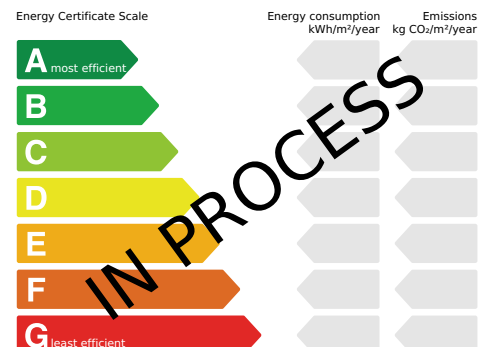 Energy Certificate Scale
Energy consumption
kWh/m²/year
Emissions
kg CO₂/m²/year
A most efficient
B
C
D
E
F
G least efficient
IN PROCESS